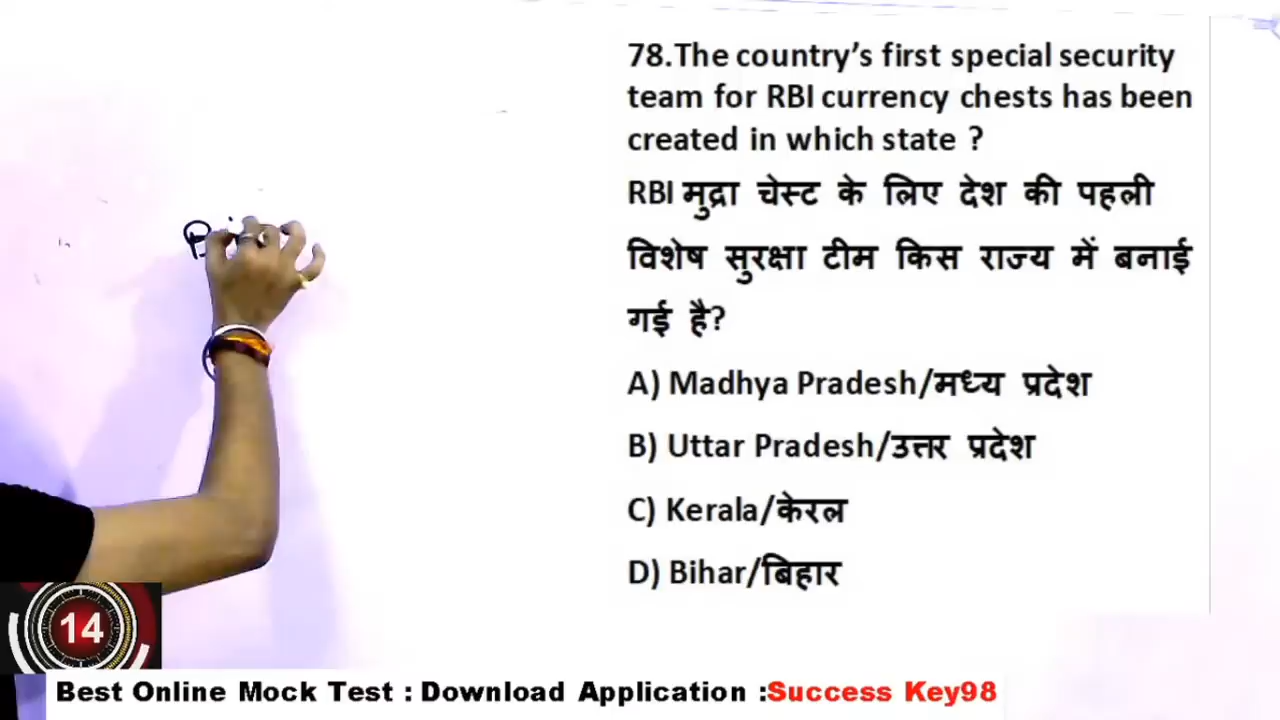 78.The country's first special security
team for RBI currency chests has been
created in which state ?
RBI मुद्रा चेस्ट के लिए देश की पहली
विशेष सुरक्षा टीम किस राज्य में बनाई
गई है?
A) Madhya Pradesh/मध्य प्रदेश
B) Uttar Pradesh/उत्तर प्रदेश
C) Kerala/केरल
D) Bihar/बिहार
14
Best Online Mock Test : Download Application :Success Key98